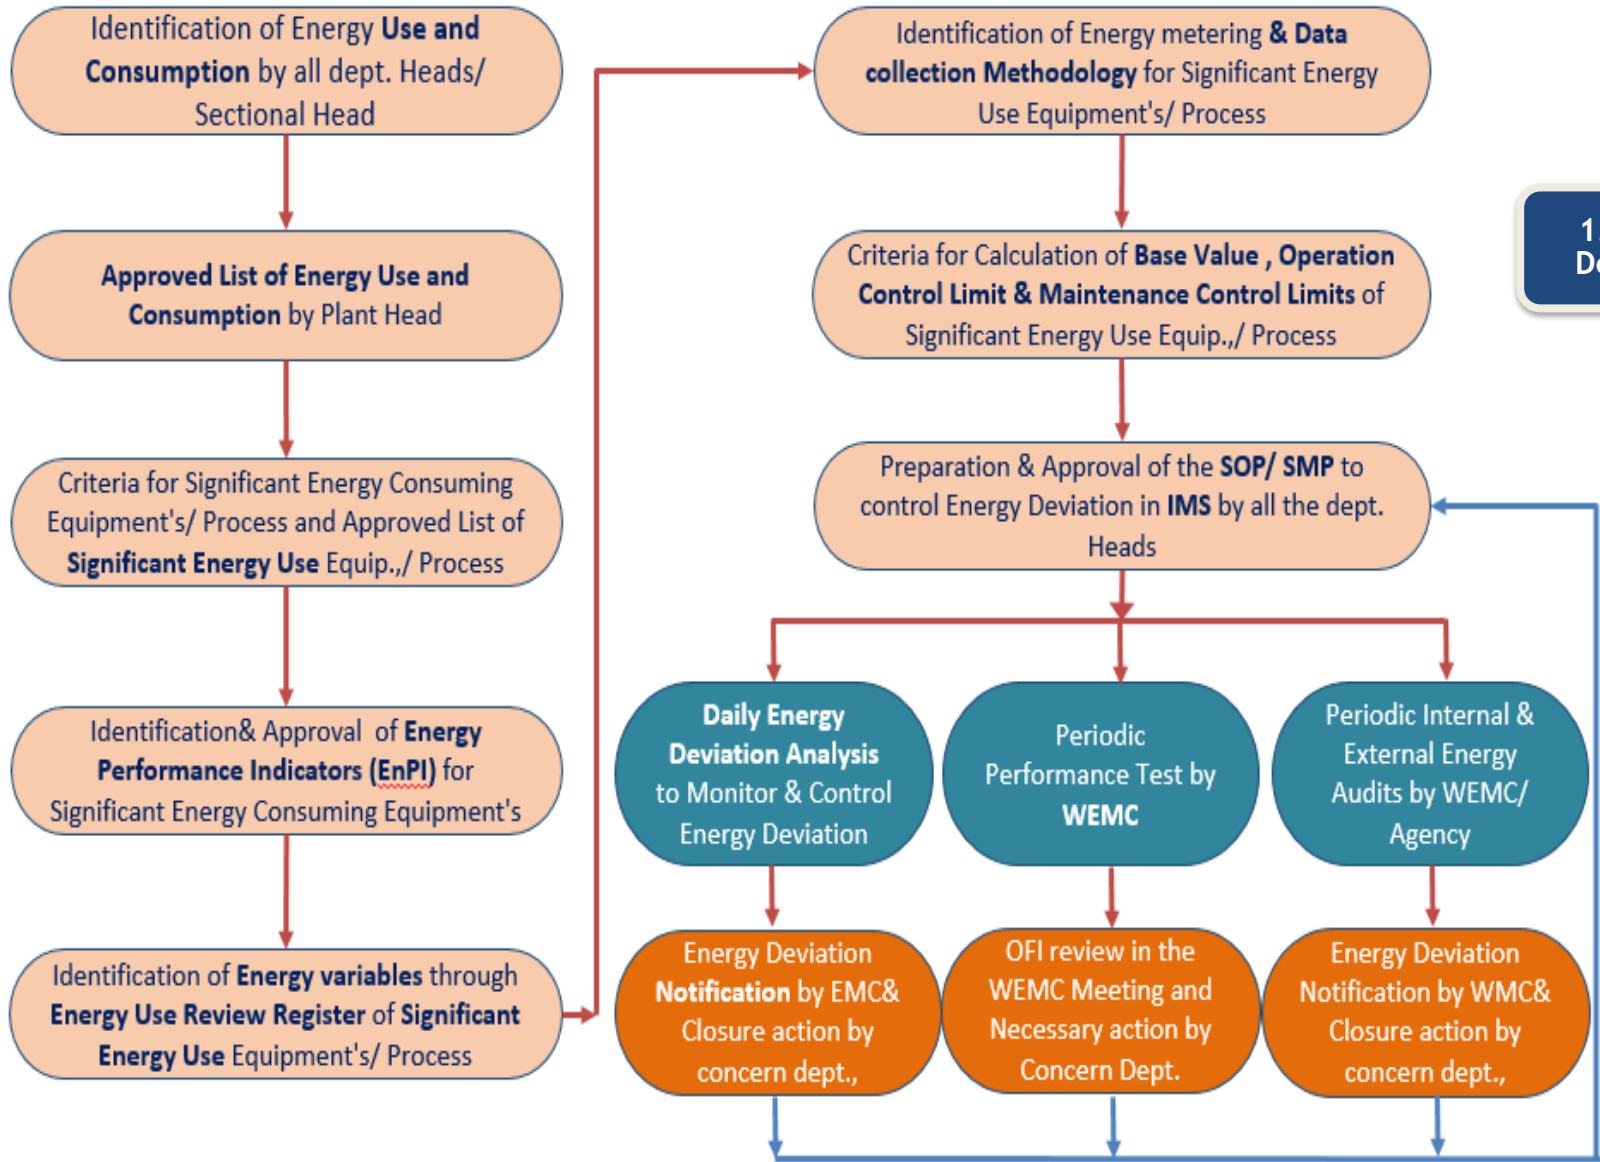 Identification of Energy Use and
Consumption by all dept. Heads/
Sectional Head
Approved List of Energy Use and
Consumption by Plant Head
Criteria for Significant Energy Consuming
Equipment's/ Process and Approved List of
Significant Energy Use Equip.,/ Process
Identification& Approval of Energy
Performance Indicators (EnPI) for
Significant Energy Consuming Equipment's
Identification of Energy variables through
Energy Use Review Register of Significant
Energy Use Equipment's/ Process
Identification of Energy metering & Data
collection Methodology for Significant Energy
Use Equipment's/ Process
Criteria for Calculation of Base Value , Operation
Control Limit & Maintenance Control Limits of
Significant Energy Use Equip.,/ Process
Preparation & Approval of the SOP/ SMP to
control Energy Deviation in IMS by all the dept.
Heads
Daily Energy
Deviation Analysis
to Monitor & Control
Energy Deviation
Periodic
Performance Test by
WEMC
Periodic Internal &
External Energy
Audits by WEMC/
Agency
Energy Deviation
Notification by EMC&
Closure action by
concern dept.,
OFI review in the
WEMC Meeting and
Necessary action by
Concern Dept.
Energy Deviation
Notification by WMC&
Closure action by
concern dept.,